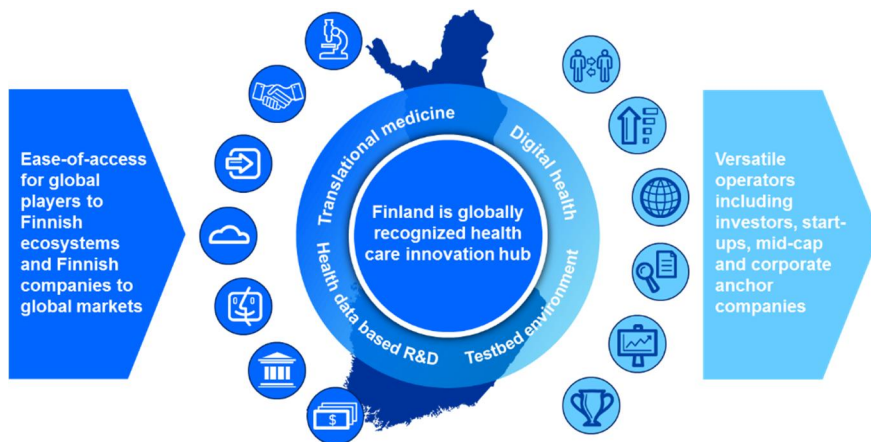 Ease-of-access
for global
players to
Finnish
ecosystems
and Finnish
companies to
global markets
Translational medicine
Digital health
Health data based R&D
Testbed environment
Finland is globally
recognized health
care innovation hub
$
Versatile
operators
including
investors, start-
ups, mid-cap
and corporate
anchor
companies